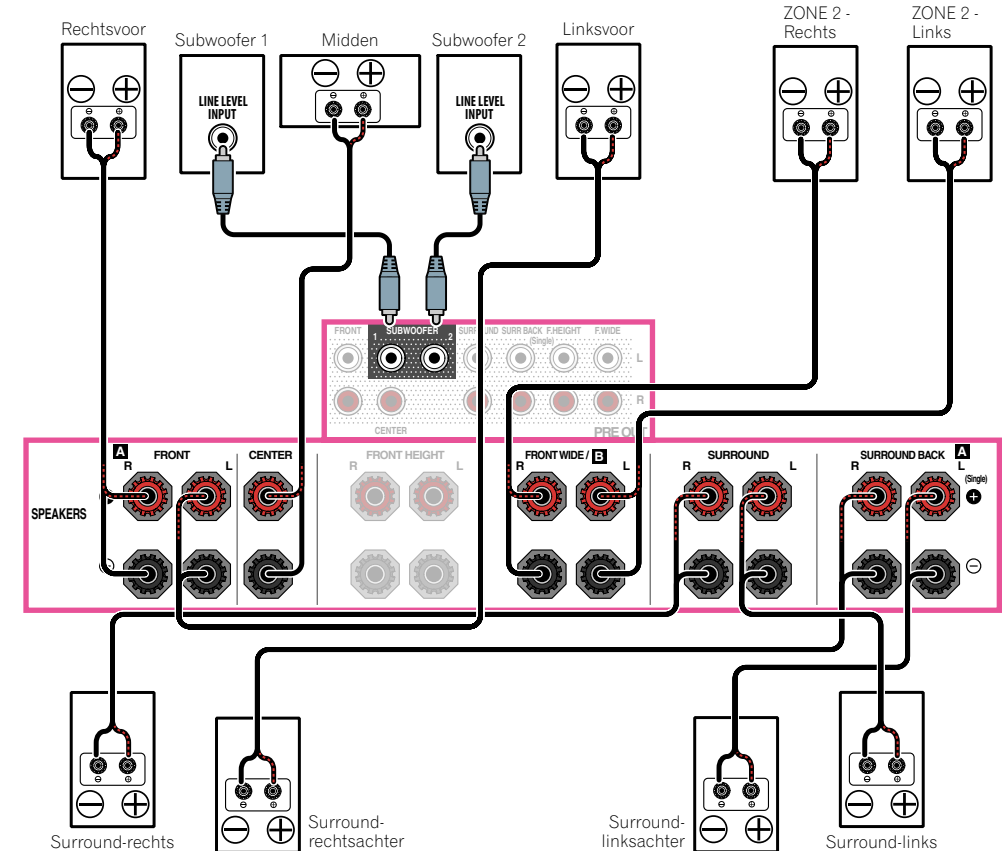 Rechtsvoor
Subwoofer 1
Midden
Subwoofer 2
Linksvoor
ZONE 2 -
Rechts
ZONE 2 -
Links
LINE LEVEL
INPUT
LINE LEVEL
INPUT
FRONT
1 SUBWOOFER 2
SURROUND
SURR BACK
(Single)
F.HEIGHT
F.WIDE
L
R
CENTER
PRE OUT
SPEAKERS
A
R FRONT L
CENTER
FRONT HEIGHT
R L
FRONT WIDE / B
R L
SURROUND
R L
SURROUND BACK A
R L
(Single)
Surround-rechts
Surround-
rechtsachter
Surround-
linksachter
Surround-links